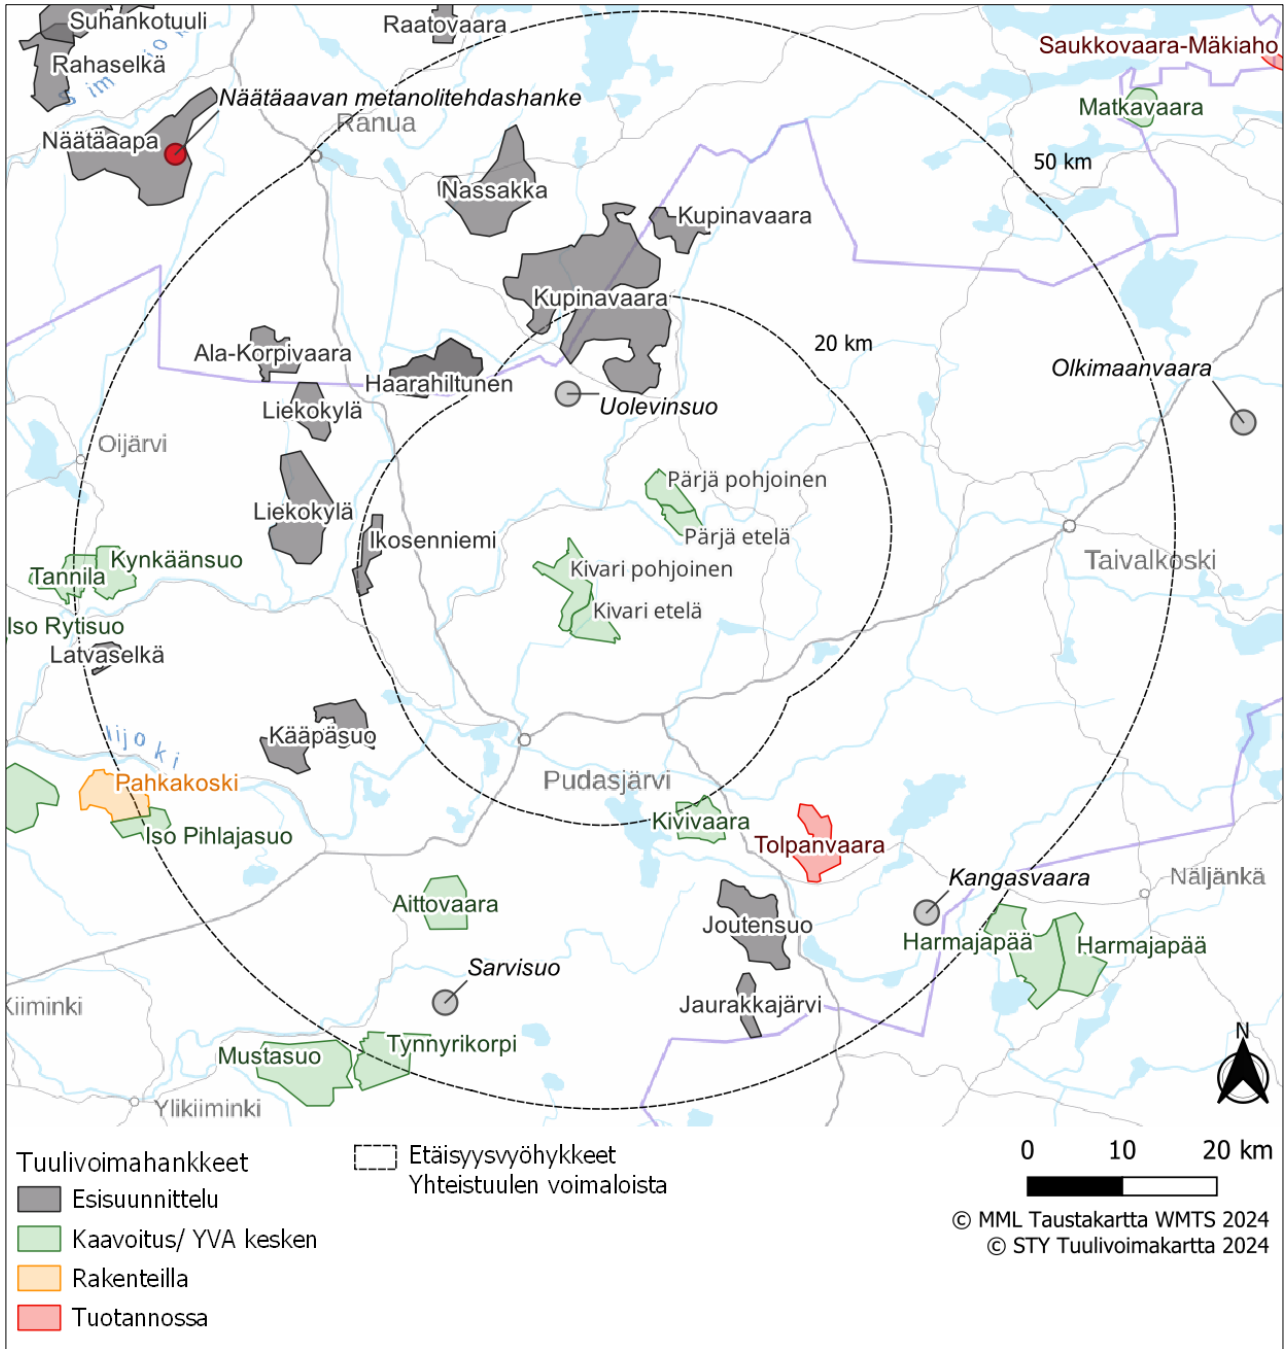 Suhankotuuli
Raatovaara
Saukkovaara-Mäkiaho
Rahaselkä
Näätäaavan metanolitehdashanke
Matkavaara
Ranua
Näätäaapa
50 km
Nassakka
Kupinavaara
Kupinavaara
20 km
Ala-Korpivaara
Olkimaanvaara
Haarahiltunen
Liekokylä
Uolevinsuo
Oijärvi
Pärjä pohjoinen
Liekokylä
Pärjä etelä
Ikosenniemi
Kynkäänsuo
Taivalkoski
Kivari pohjoinen
Tannila
Kivari etelä
Iso Rytisuo
Latvaselkä
Kääpäsuo
Iijoki
Pudasjärvi
Pahkakoski
Kivivaara
Iso Pihlajasuo
Tolpanvaara
Kangasvaara
Näljänkä
Aittovaara
Joutensuo
Harmajapää
Harmajapää
Sarvisuo
Kiiminki
Jaurakkajärvi
N
Mustasuo
Tynnyrikorpi
Ylikiiminki
Tuulivoimahankkeet
Esisuunnittelu
Kaavoitus/ YVA kesken
Rakenteilla
Tuotannossa
Etäisyysvyöhykkeet
Yhteistuulen voimaloista
0 10 20 km
© MML Taustakartta WMTS 2024
© STY Tuulivoimakartta 2024